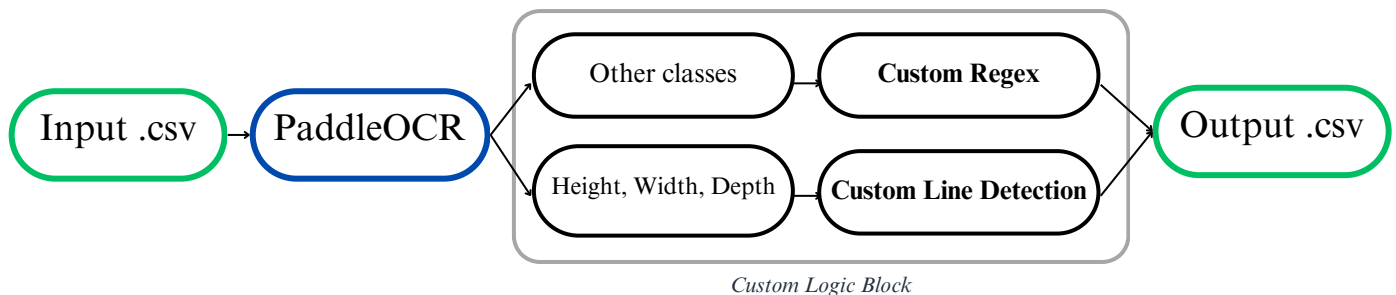 Input .csv
PaddleOCR
Other classes
Custom Regex
Height, Width, Depth
Custom Line Detection
Output .csv
Custom Logic Block